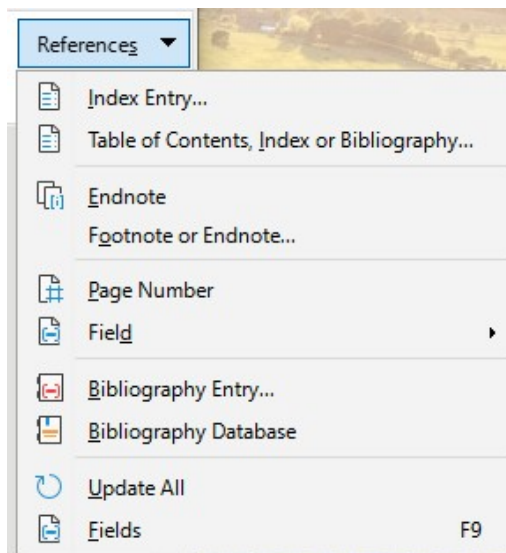 References
Index Entry...
Table of Contents, Index or Bibliography...
Endnote
Footnote or Endnote...
Page Number
Field
Bibliography Entry...
Bibliography Database
Update All
Fields F9